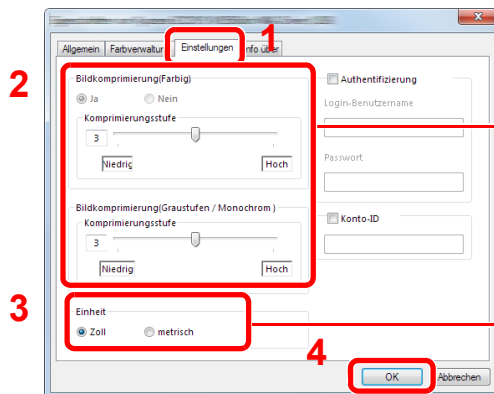 1
Allgemein Farbverwaltu Einstellungen nfo über
2
Bildkomprimierung(Farbig)
Ja Nein
Komprimierungsstufe
3
Niedrig Hoch
Authentifizierung
Login-Benutzername
Passwort
Bildkomprimierung(Graustufen / Monochrom )
Komprimierungsstufe
3
Niedrig Hoch
Konto-ID
3
Einheit
Zoll metrisch
4
OK Abbrechen